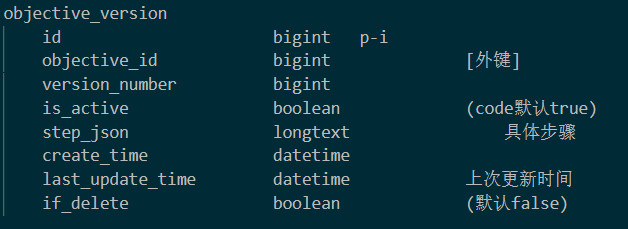 objective_version
id bigint p-i
objective_id bigint [外键]
version_number bigint
is_active boolean (code默认true)
step_json longtext 具体步骤
create_time datetime
last_update_time datetime 上次更新时间
if_delete boolean (默认false)